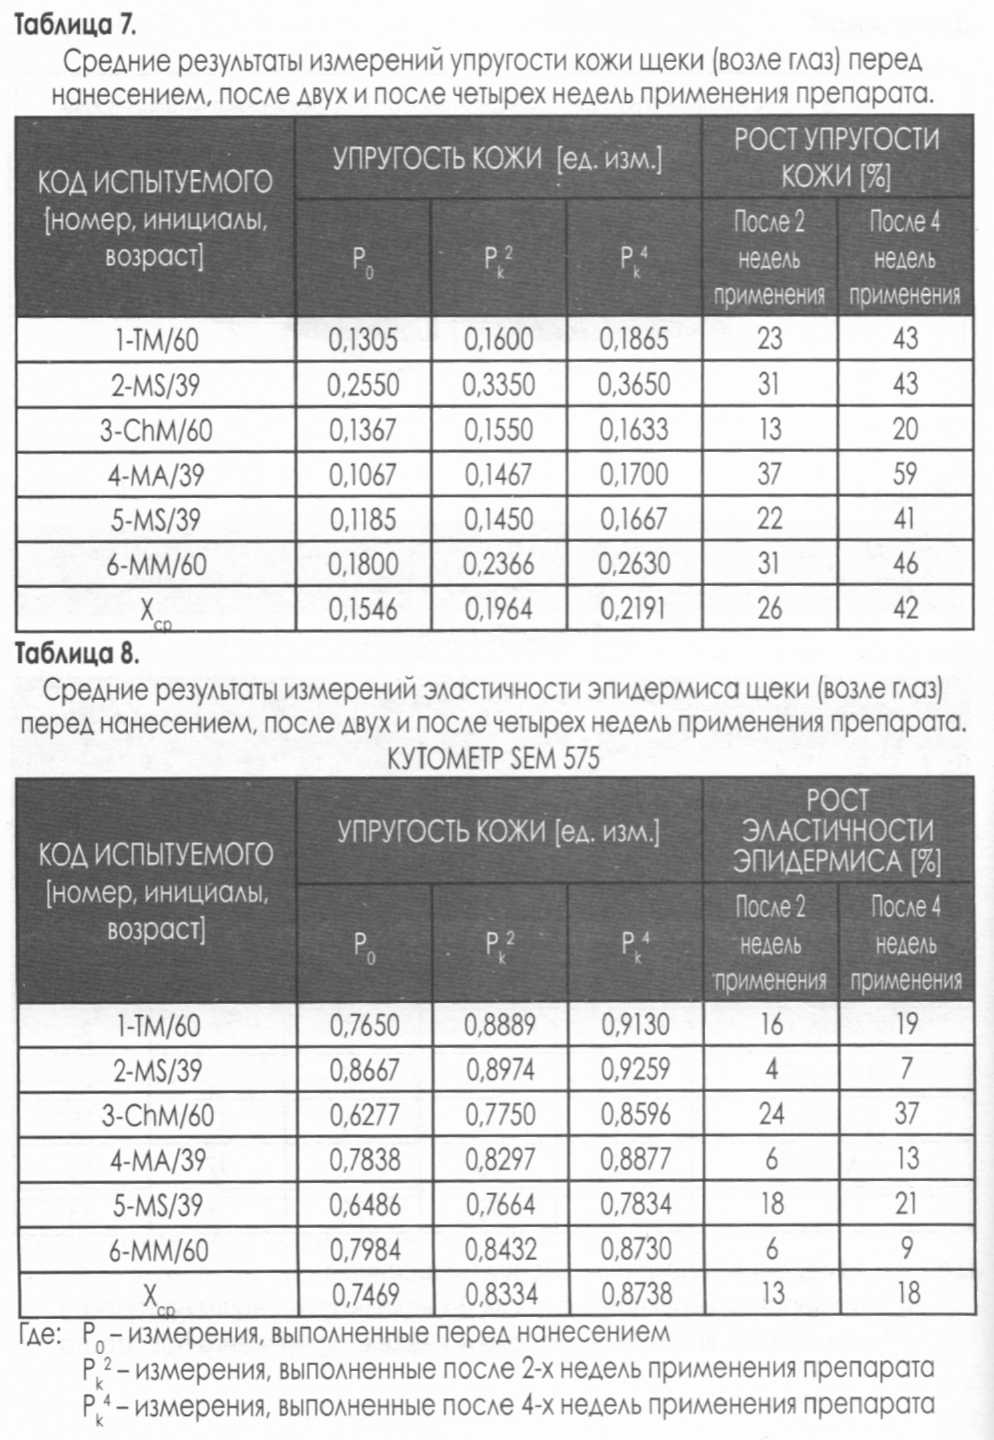 Таблица 7.
Средние результаты измерений упругости кожи щеки (возле глаз) перед
нанесением, после двух и после четырех недель применения препарата.
КОД ИСПЫТУЕМОГО
[номер, инициалы,
возраст]
УПРУГОСТЬ КОЖИ [ед. изм.]
РОСТ УПРУГОСТИ
КОЖИ [%]
P₀ Pₖ² Pₖ⁴
После 2
недель
применения
После 4
недель
применения
1-TM/60 0,1305 0,1600 0,1865 23 43
2-MS/39 0,2550 0,3350 0,3650 31 43
3-ChM/60 0,1367 0,1550 0,1633 13 20
4-MA/39 0,1067 0,1467 0,1700 37 59
5-MS/39 0,1185 0,1450 0,1667 22 41
6-MM/60 0,1800 0,2366 0,2630 31 46
Xср 0,1546 0,1964 0,2191 26 42
Таблица 8.
Средние результаты измерений эластичности эпидермиса щеки (возле глаз)
перед нанесением, после двух и после четырех недель применения препарата.
КУТОМЕТР SEM 575
КОД ИСПЫТУЕМОГО
[номер, инициалы,
возраст]
УПРУГОСТЬ КОЖИ [ед. изм.]
РОСТ
ЭЛАСТИЧНОСТИ
ЭПИДЕРМИСА [%]
P₀ Pₖ² Pₖ⁴
После 2
недель
применения
После 4
недель
применения
1-TM/60 0,7650 0,8889 0,9130 16 19
2-MS/39 0,8667 0,8974 0,9259 4 7
3-ChM/60 0,6277 0,7750 0,8596 24 37
4-MA/39 0,7838 0,8297 0,8877 6 13
5-MS/39 0,6486 0,7664 0,7834 18 21
6-MM/60 0,7984 0,8432 0,8730 6 9
Xср 0,7469 0,8334 0,8738 13 18
Где: P₀ – измерения, выполненные перед нанесением
Pₖ² – измерения, выполненные после 2-х недель применения препарата
Pₖ⁴ – измерения, выполненные после 4-х недель применения препарата